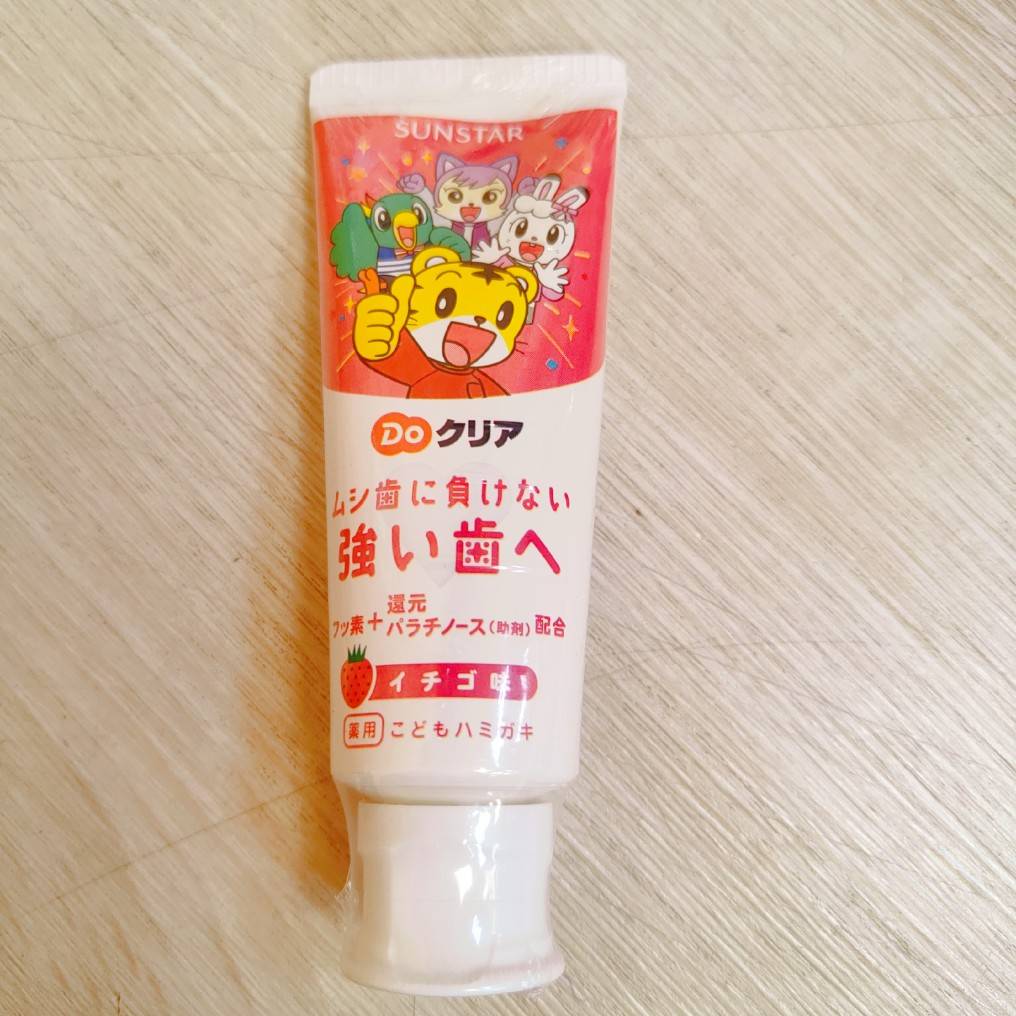 SUNSTAR
Do クリア
ムシ歯に負けない
強い歯へ
フッ素+還元パラチノース(助剤)配合
イチゴ味
薬用 こどもハミガキ